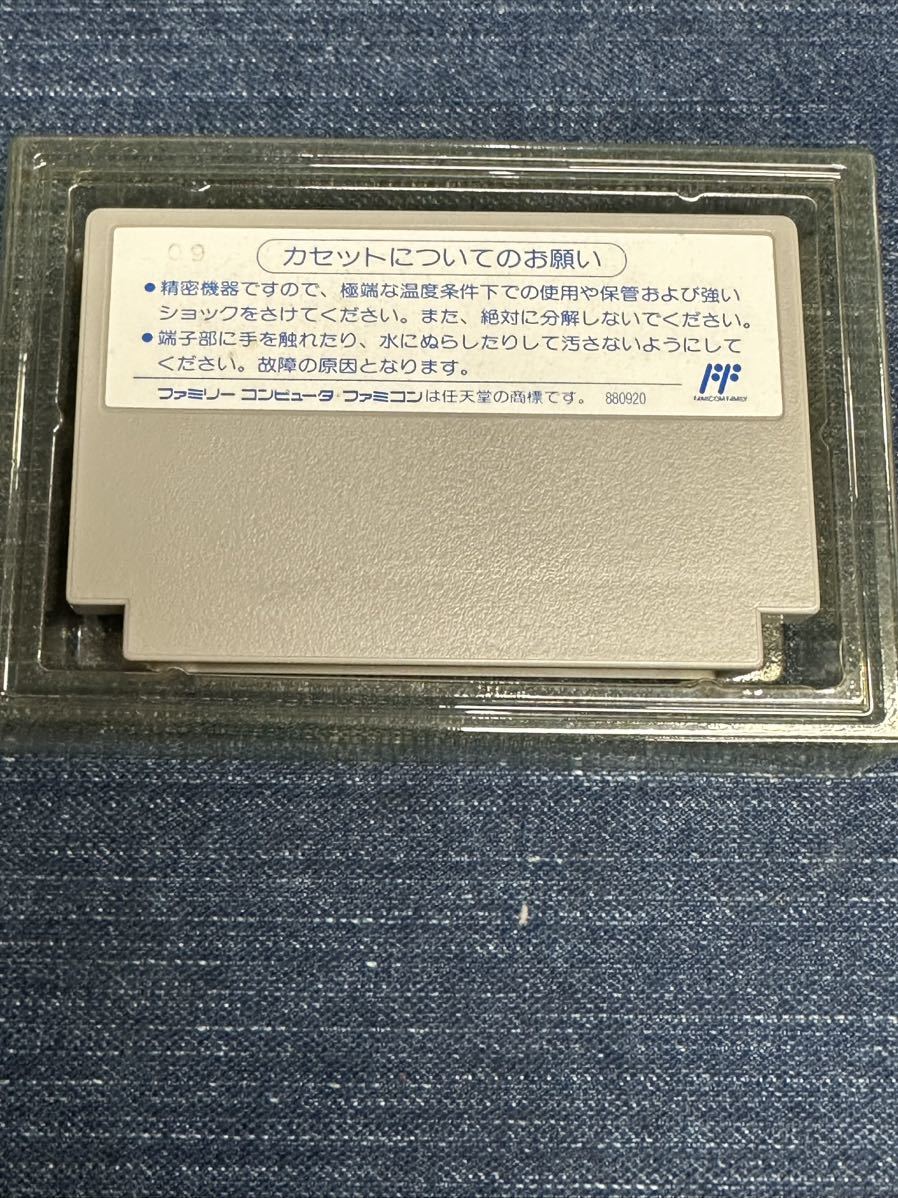 09
カセットについてのお願い
●精密機器ですので、極端な温度条件下での使用や保管および強い
ショックをさけてください。また、絶対に分解しないでください。
●端子部に手を触れたり、水にぬらしたりして汚さないようにして
ください。故障の原因となります。
FAMICOM FAMILY
ファミリーコンピュータ・ファミコンは任天堂の商標です。 880920